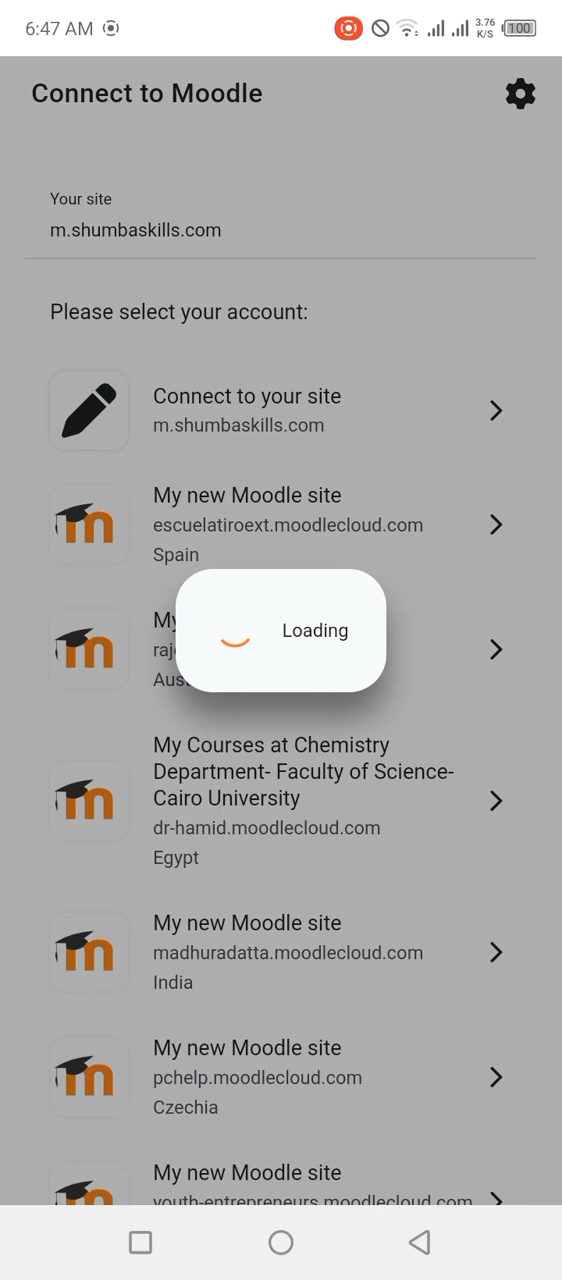 6:47 AM
3.76
K/S
100
Connect to Moodle
Your site
m.shumbaskills.com
Please select your account:
Connect to your site
m.shumbaskills.com
My new Moodle site
escuelatiroext.moodlecloud.com
Spain
Loading
My Courses at Chemistry
Department- Faculty of Science-
Cairo University
dr-hamid.moodlecloud.com
Egypt
My new Moodle site
madhuradatta.moodlecloud.com
India
My new Moodle site
pchelp.moodlecloud.com
Czechia
My new Moodle site
youth-entrepreneurs.moodlecloud.com